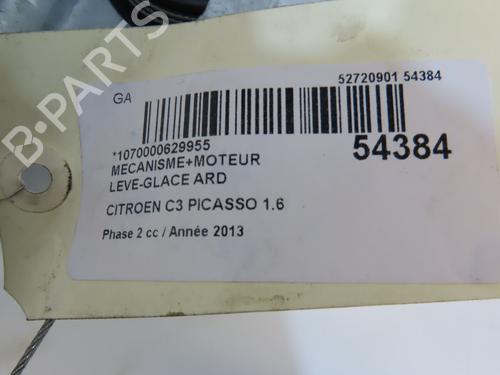 B-PARTS
GA
52720901 54384
*1070000629955
54384
MECANISME+MOTEUR
LEVE-GLACE ARD
CITROEN C3 PICASSO 1.6
Phase 2 cc / Année 2013